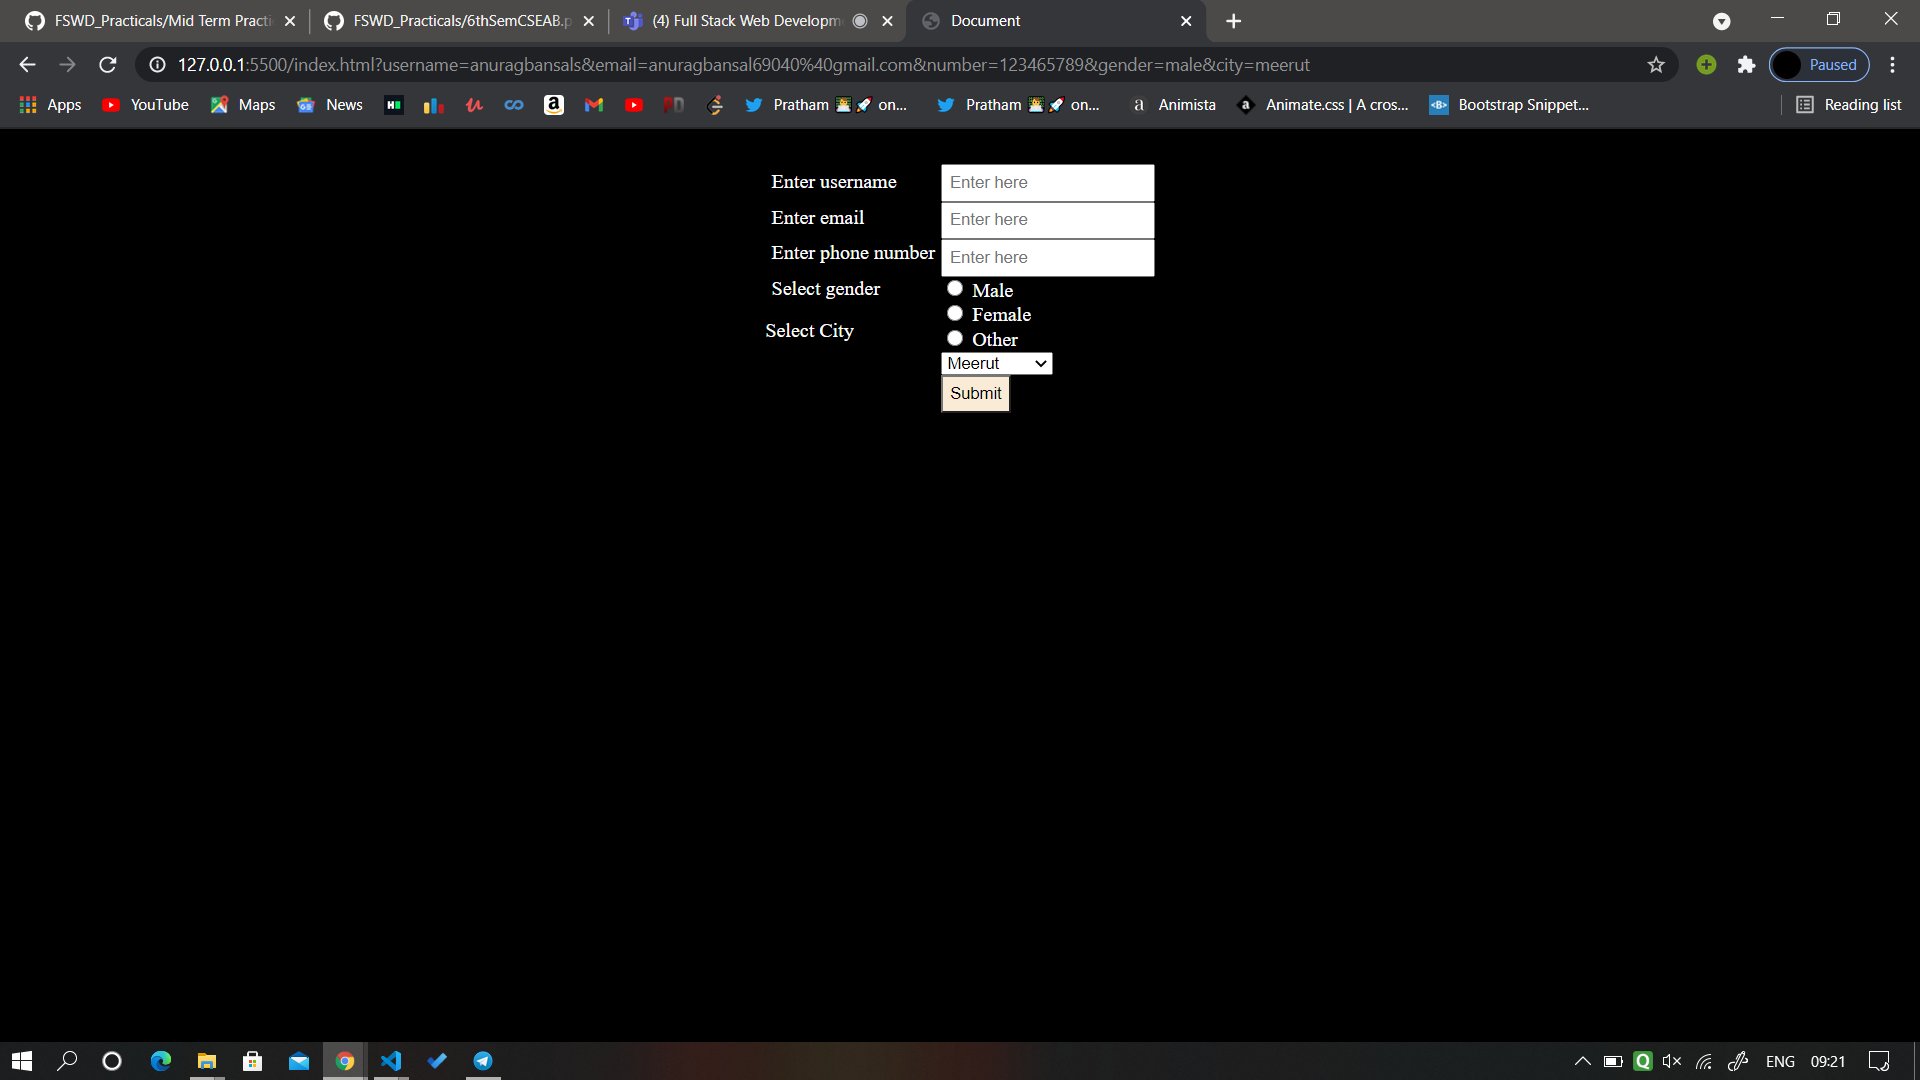 FSWD_Practicals/Mid Term Practi
FSWD_Practicals/6thSemCSEAB.p
(4) Full Stack Web Developm
Document
127.0.0.1:5500/index.html?username=anuragbansals&email=anuragbansal69040%40gmail.com&number=123465789&gender=male&city=meerut
Paused
Apps
YouTube
Maps
News
Pratham 👨‍💻🚀 on...
Pratham 👨‍💻🚀 on...
Animista
Animate.css | A cros...
Bootstrap Snippet...
Reading list
Enter username
Enter here
Enter email
Enter here
Enter phone number
Enter here
Select gender
Male
Female
Select City
Other
Meerut
Submit
ENG
09:21